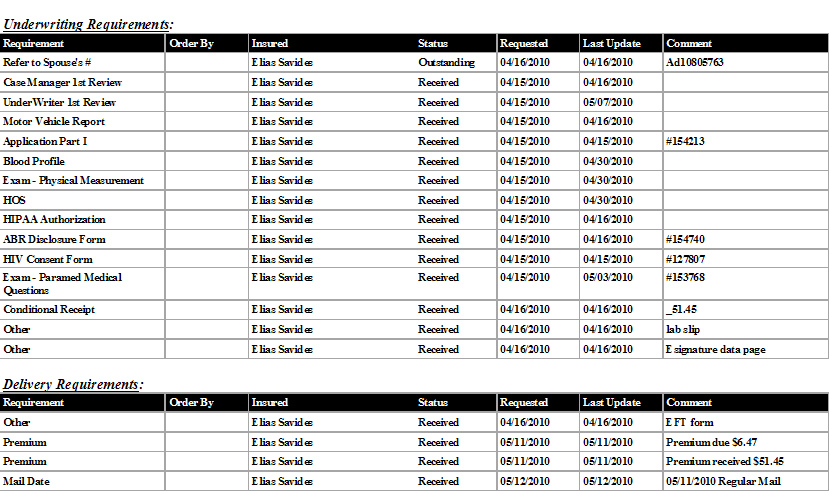 Underwriting Requirements:
Requirement Order By Insured Status Requested Last Update Comment
Refer to Spouse's # Elias Savides Outstanding 04/16/2010 04/16/2010 Ad10805763
Case Manager 1st Review Elias Savides Received 04/15/2010 04/16/2010
UnderWriter 1st Review Elias Savides Received 04/15/2010 05/07/2010
Motor Vehicle Report Elias Savides Received 04/15/2010 04/16/2010
Application Part I Elias Savides Received 04/15/2010 04/15/2010 #154213
Blood Profile Elias Savides Received 04/15/2010 04/30/2010
Exam - Physical Measurement Elias Savides Received 04/15/2010 04/30/2010
HOS Elias Savides Received 04/15/2010 04/30/2010
HIPAA Authorization Elias Savides Received 04/15/2010 04/16/2010
ABR Disclosure Form Elias Savides Received 04/15/2010 04/16/2010 #154740
HIV Consent Form Elias Savides Received 04/15/2010 04/15/2010 #127807
Exam - Paramed Medical Elias Savides Received 04/15/2010 05/03/2010 #153768
Questions
Conditional Receipt Elias Savides Received 04/16/2010 04/16/2010 _51.45
Other Elias Savides Received 04/16/2010 04/16/2010 lab slip
Other Elias Savides Received 04/16/2010 04/16/2010 Esignature data page
Delivery Requirements:
Requirement Order By Insured Status Requested Last Update Comment
Other Elias Savides Received 04/16/2010 04/16/2010 EFT form
Premium Elias Savides Received 05/11/2010 05/11/2010 Premium due $6.47
Premium Elias Savides Received 05/11/2010 05/11/2010 Premium received $51.45
Mail Date Elias Savides Received 05/12/2010 05/12/2010 05/11/2010 Regular Mail